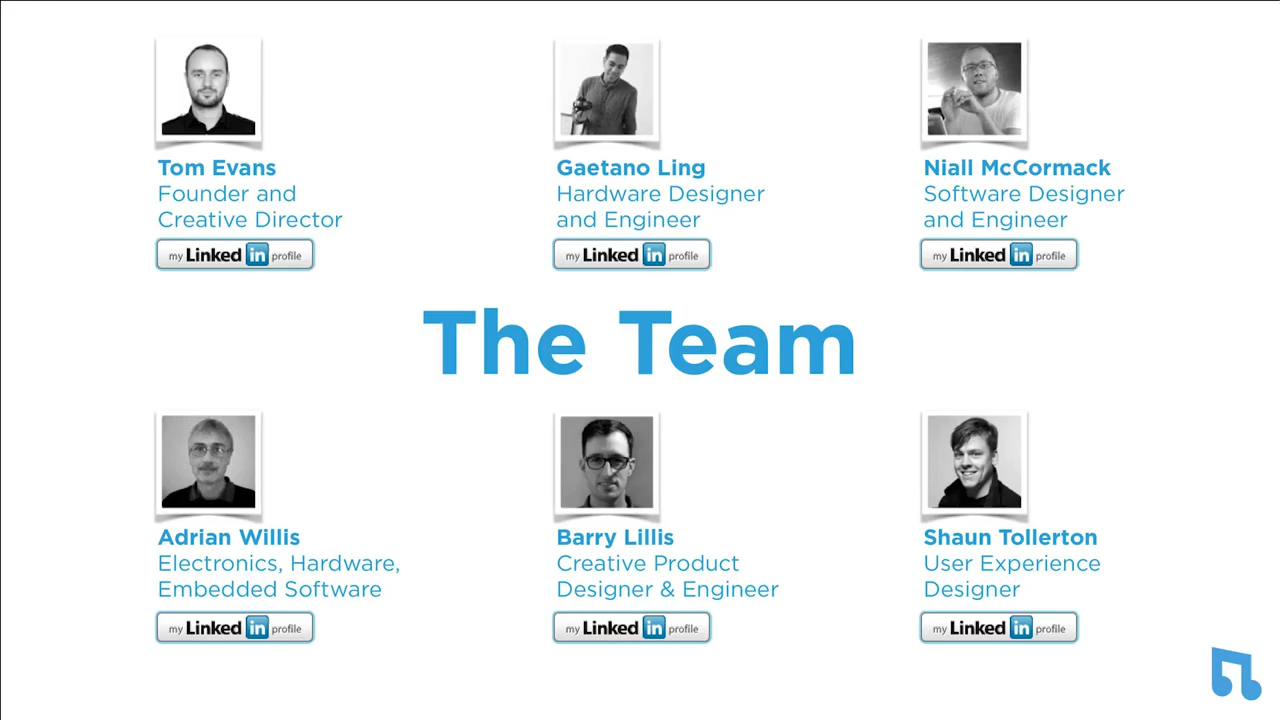 Tom Evans
Founder and
Creative Director
my Linked in profile
Gaetano Ling
Hardware Designer
and Engineer
my Linked in profile
Niall McCormack
Software Designer
and Engineer
my Linked in profile
The Team
Adrian Willis
Electronics, Hardware,
Embedded Software
my Linked in profile
Barry Lillis
Creative Product
Designer & Engineer
my Linked in profile
Shaun Tollerton
User Experience
Designer
my Linked in profile